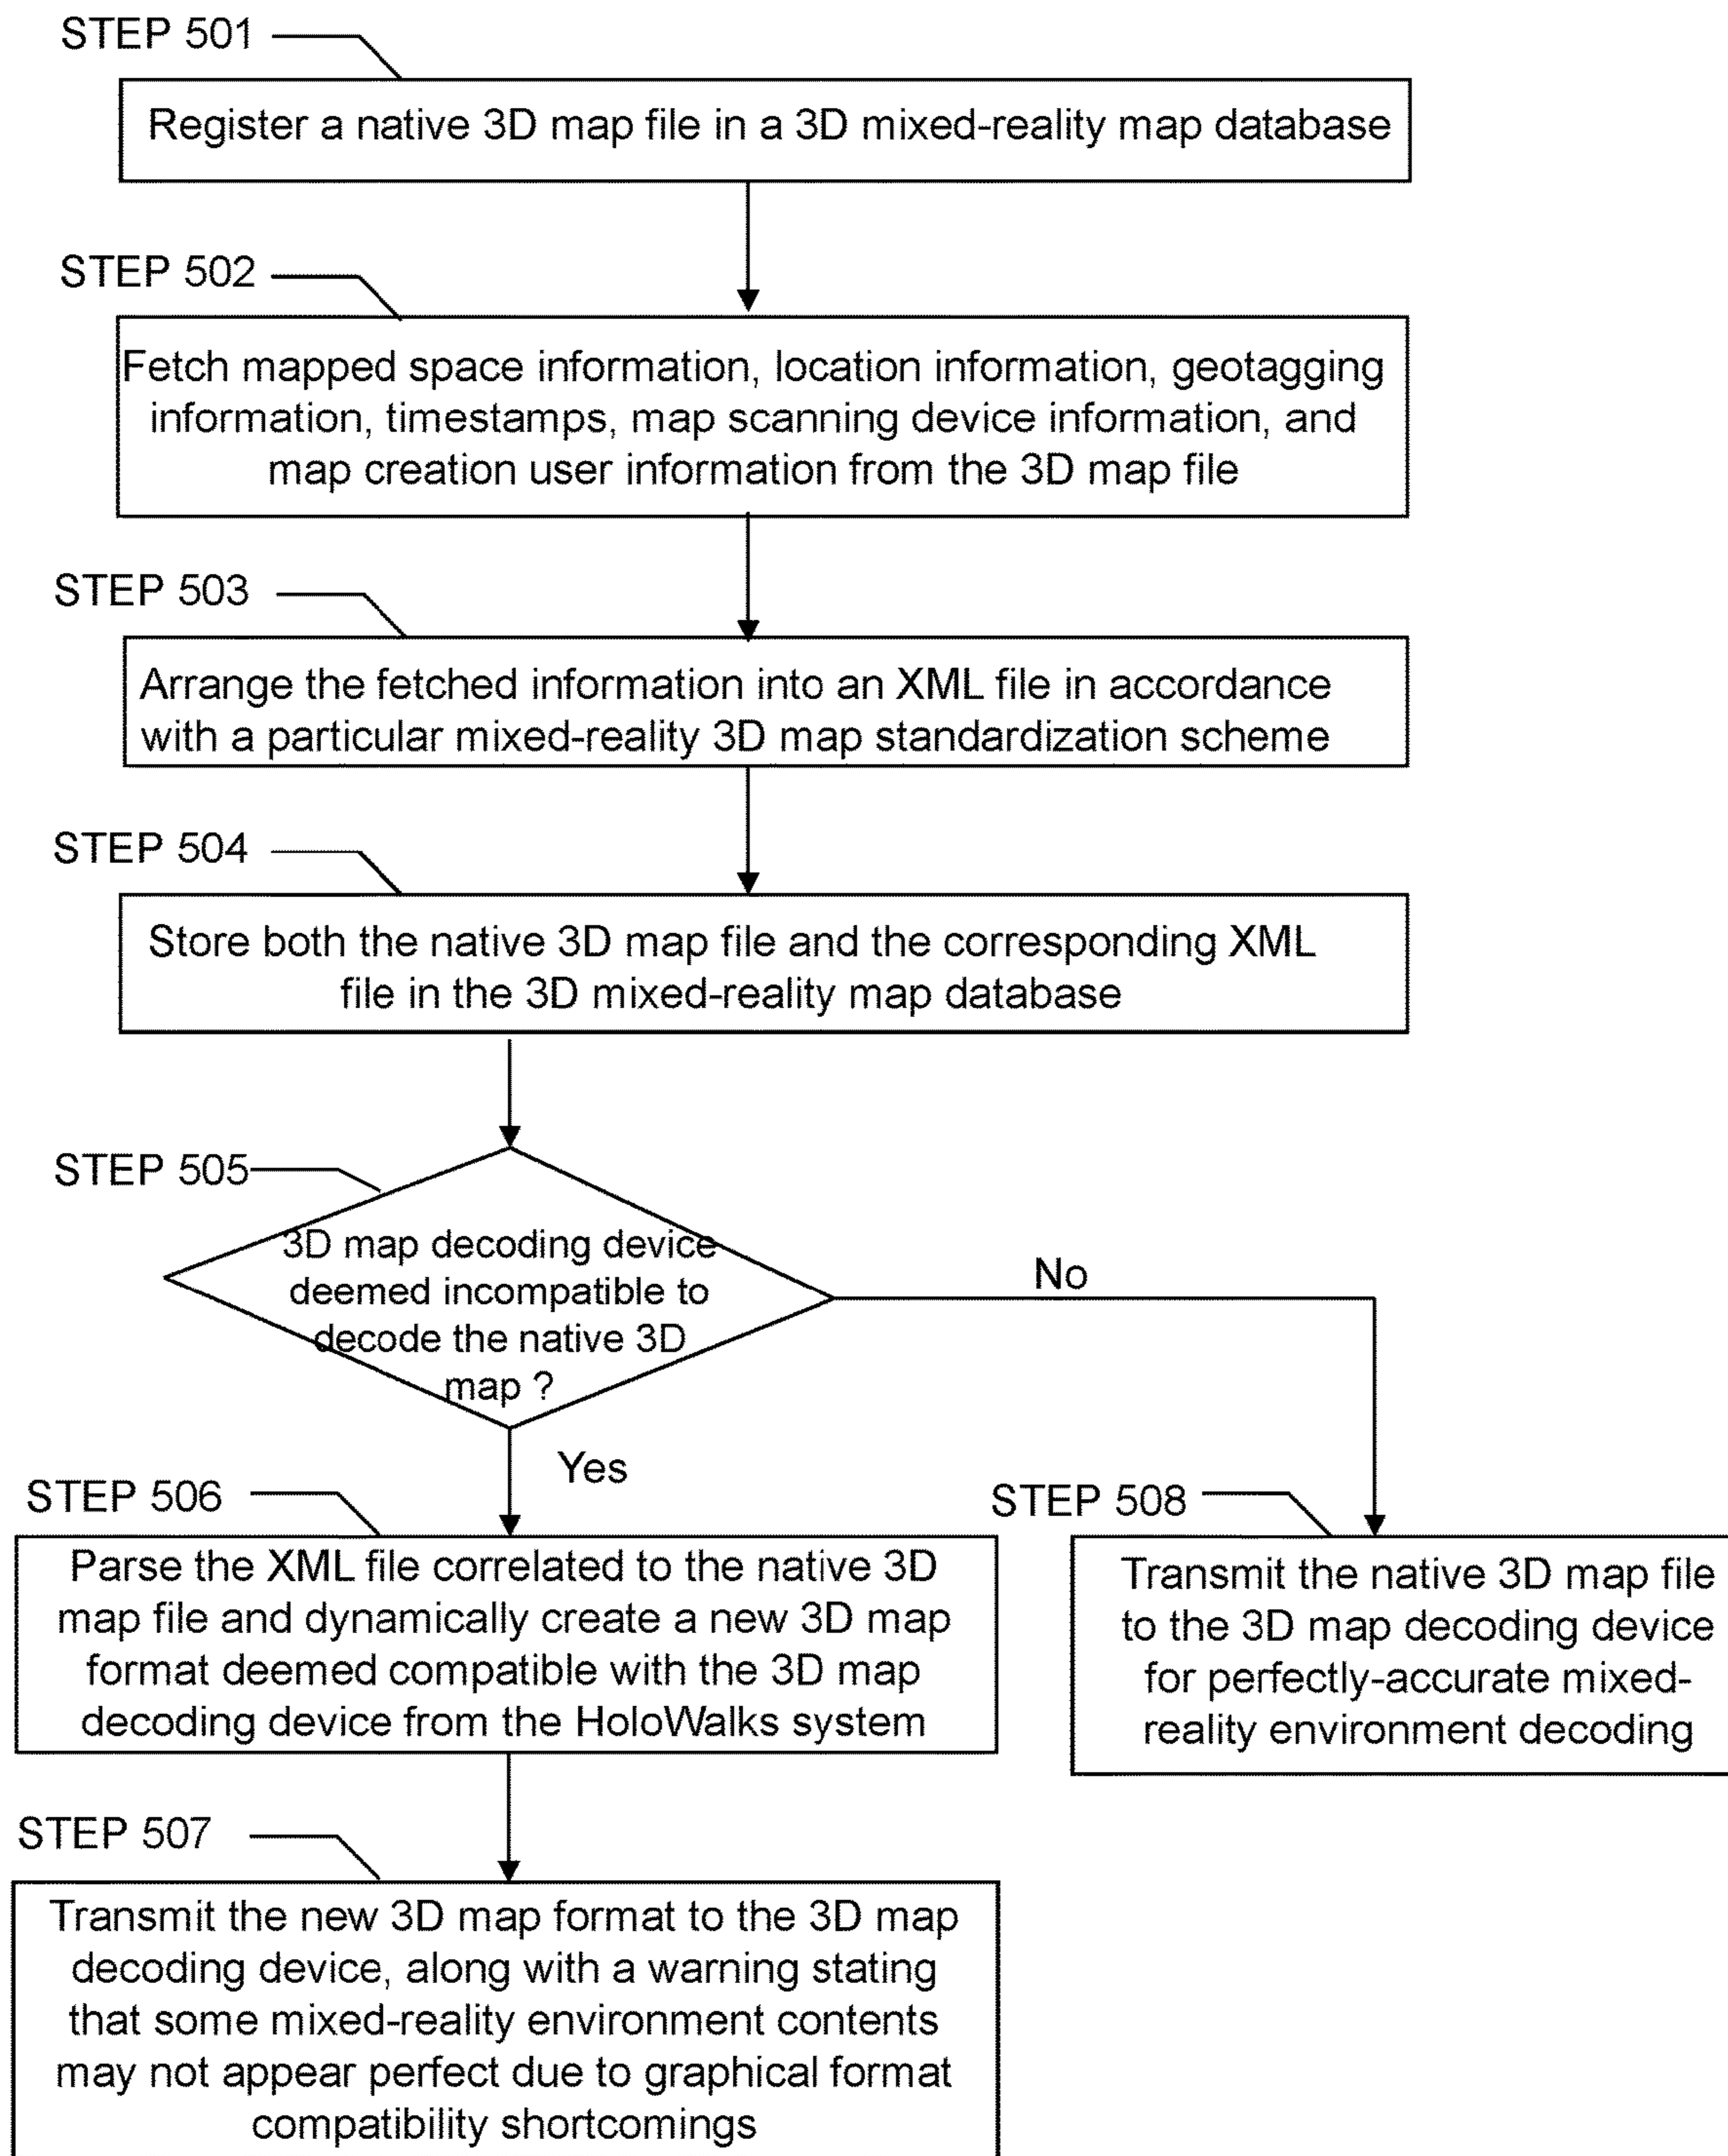 STEP 501
Register a native 3D map file in a 3D mixed-reality map database
STEP 502
Fetch mapped space information, location information, geotagging
information, timestamps, map scanning device information, and
map creation user information from the 3D map file
STEP 503
Arrange the fetched information into an XML file in accordance
with a particular mixed-reality 3D map standardization scheme
STEP 504
Store both the native 3D map file and the corresponding XML
file in the 3D mixed-reality map database
STEP 505
3D map decoding device
deemed incompatible to
decode the native 3D
map ?
No
Yes
STEP 506
Parse the XML file correlated to the native 3D
map file and dynamically create a new 3D map
format deemed compatible with the 3D map
decoding device from the HoloWalks system
STEP 508
Transmit the native 3D map file
to the 3D map decoding device
for perfectly-accurate mixed-
reality environment decoding
STEP 507
Transmit the new 3D map format to the 3D map
decoding device, along with a warning stating
that some mixed-reality environment contents
may not appear perfect due to graphical format
compatibility shortcomings